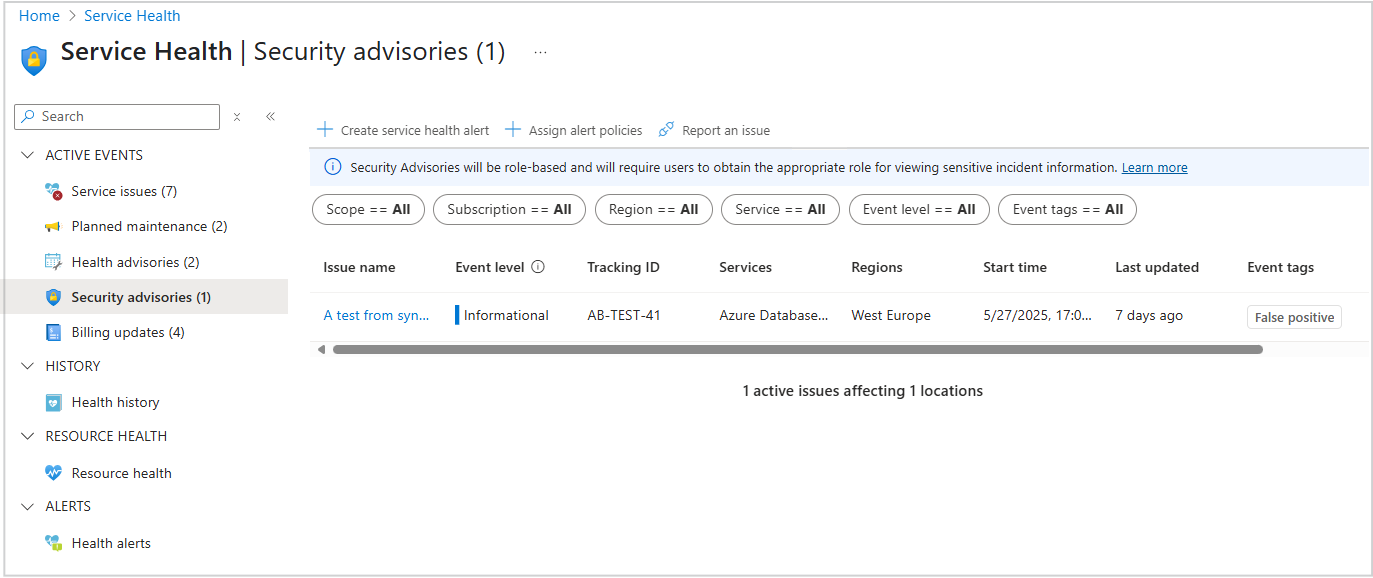 Home > Service Health
Service Health | Security advisories (1) ...
Search
ACTIVE EVENTS
Service issues (7)
Planned maintenance (2)
Health advisories (2)
Security advisories (1)
Billing updates (4)
HISTORY
Health history
RESOURCE HEALTH
Resource health
ALERTS
Health alerts
Create service health alert Assign alert policies Report an issue
Security Advisories will be role-based and will require users to obtain the appropriate role for viewing sensitive incident information. Learn more
Scope == All Subscription == All Region == All Service == All Event level == All Event tags == All
Issue name Event level Tracking ID Services Regions Start time Last updated Event tags
A test from syn... Informational AB-TEST-41 Azure Database... West Europe 5/27/2025, 17:0... 7 days ago False positive
1 active issues affecting 1 locations